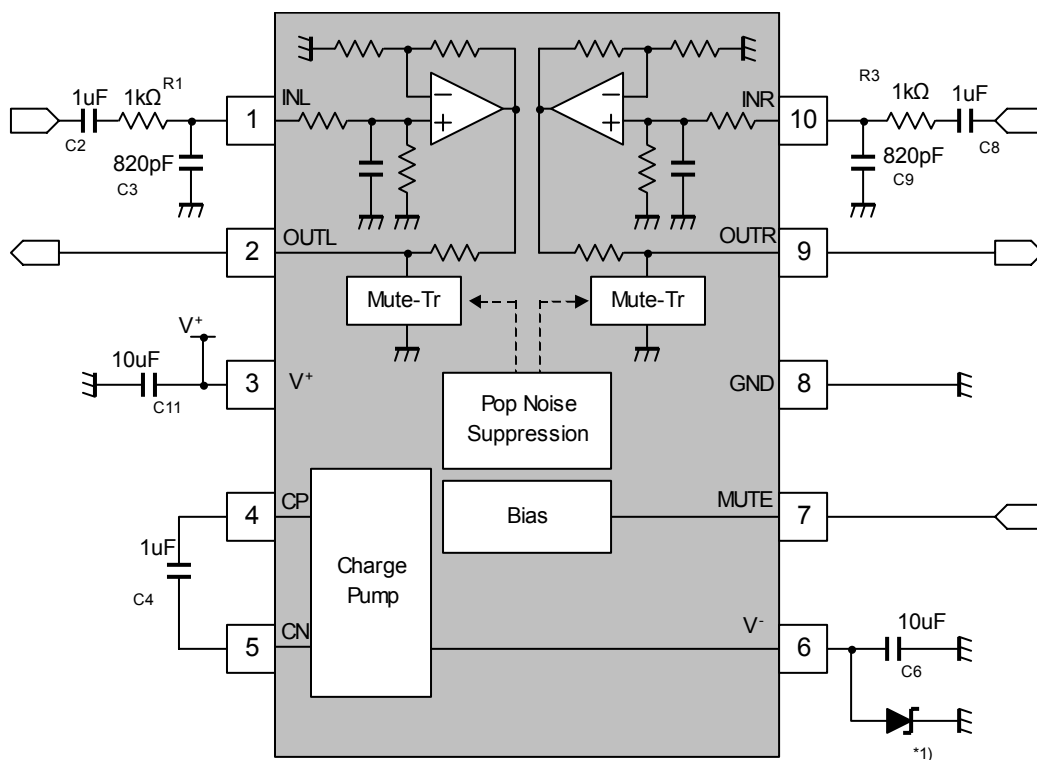 1uF
1kΩ
R1
C2
820pF
C3
1
INL
−
+
−
+
INR
10
R3
1kΩ
1uF
C8
820pF
C9
2
OUTL
OUTR
9
Mute-Tr
Mute-Tr
V+
10uF
C11
3
V+
GND
8
Pop Noise
Suppression
4
CP
Bias
MUTE
7
1uF
C4
Charge
Pump
5
CN
V-
6
10uF
C6
*1)